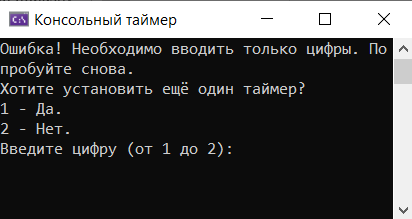 Консольный таймер
Ошибка! Необходимо вводить только цифры. По
пробуйте снова.
Хотите установить ещё один таймер?
1 - Да.
2 - Нет.
Введите цифру (от 1 до 2):